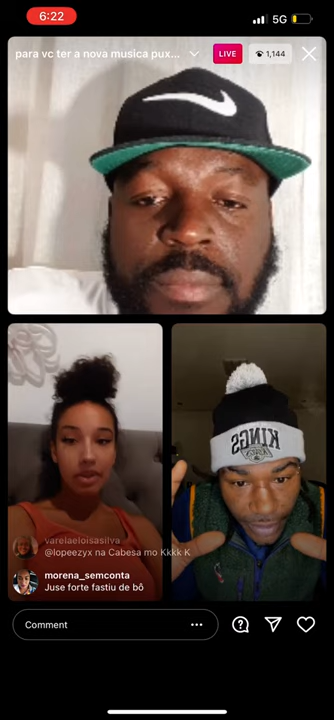 6:22
5G
para vc ter a nova musica pux...
LIVE
1,144
KINGS
varelaeloisasilva
@lopeezyx na Cabesa mo Kkkk K
morena_semconta
Juse forte fastiu de bô
Comment